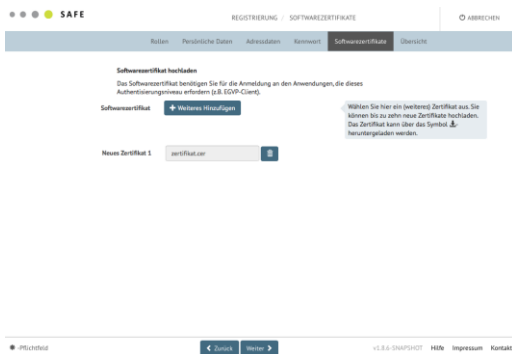 SAFE
REGISTRIERUNG / SOFTWAREZERTIFIKATE
ABBRECHEN
Rollen Persönliche Daten Adressdaten Kennwort Softwarezertifikate Übersicht
Softwarezertifikat hochladen
Das Softwarezertifikat benötigen Sie für die Anmeldung an den Anwendungen, die dieses
Authentisierungsniveau erfordern (z.B. EGVP-Client).
Softwarezertifikat + Weiteres Hinzufügen
Wählen Sie hier ein (weiteres) Zertifikat aus. Sie
können bis zu zehn neue Zertifikate hochladen.
Das Zertifikat kann über das Symbol -
heruntergeladen werden.
Neues Zertifikat 1 zertifikat.cer
-Pflichtfeld
Zurück Weiter
v1.8.6-SNAPSHOT Hilfe Impressum Kontakt